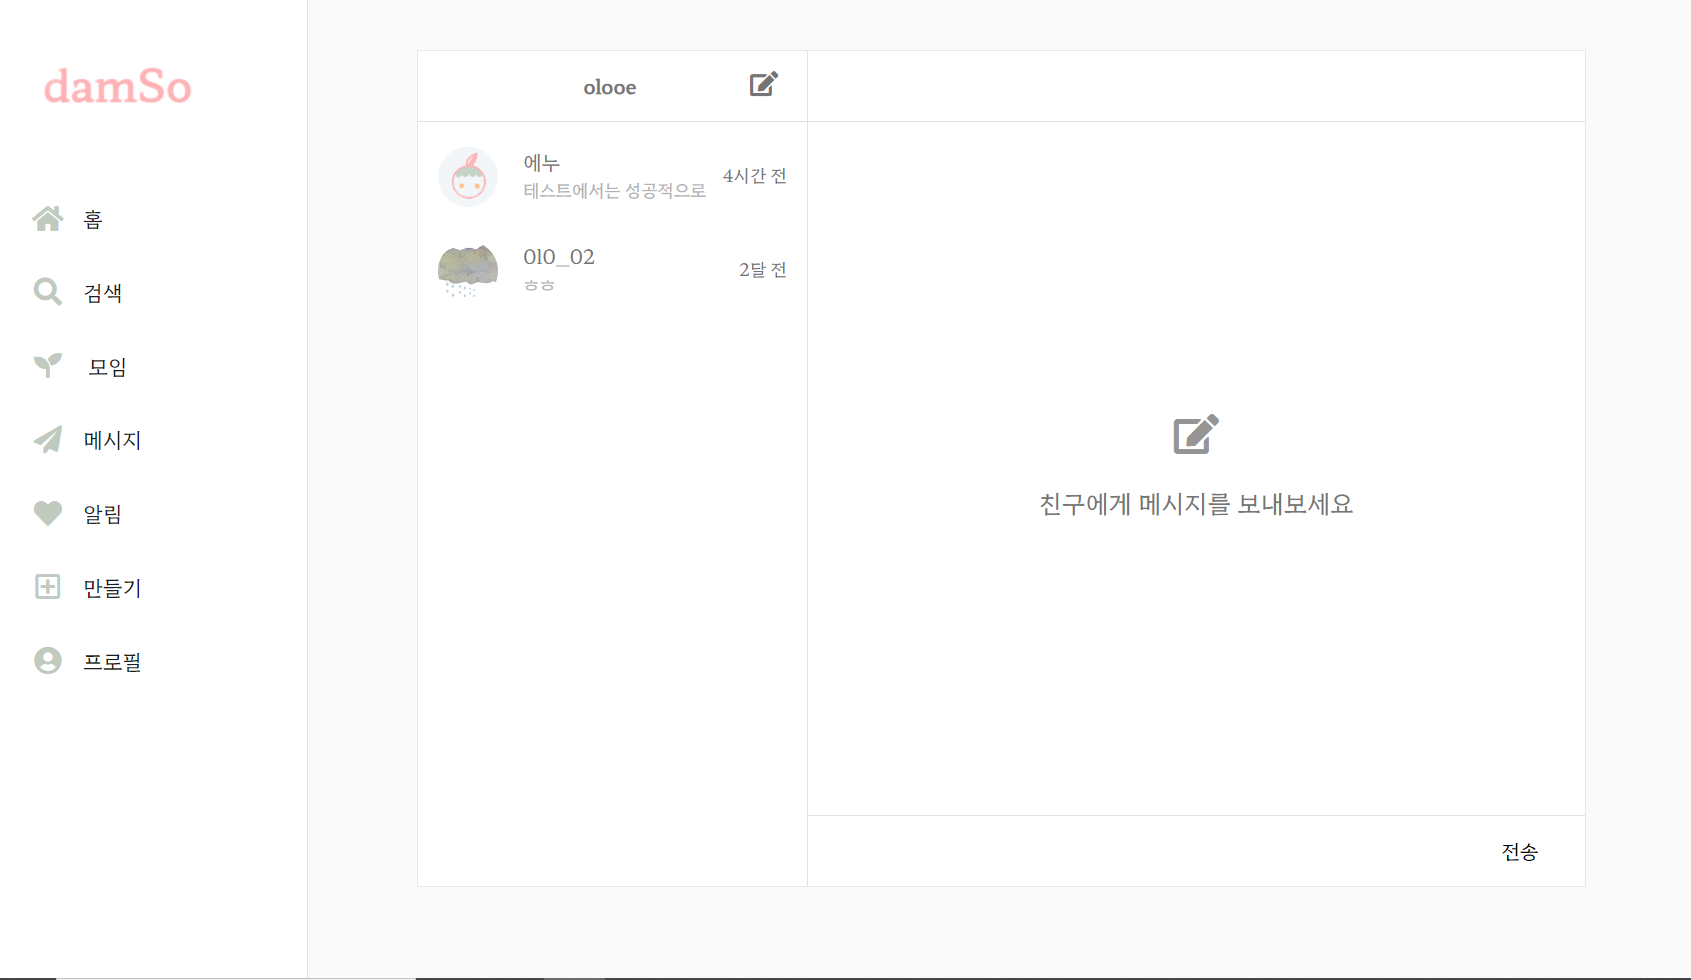 damSo
홈
검색
모임
메시지
알림
만들기
프로필
olooe
에누
테스트에서는 성공적으로
4시간 전
0l0_02
ㅎㅎ
2달 전
친구에게 메시지를 보내보세요
전송